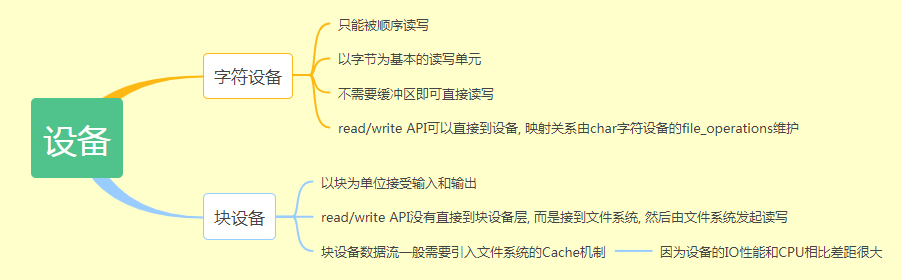 设备
字符设备
只能被顺序读写
以字节为基本的读写单元
不需要缓冲区即可直接读写
read/write API可以直接到设备, 映射关系由char字符设备的file_operations维护
块设备
以块为单位接受输入和输出
read/write API没有直接到块设备层, 而是接到文件系统, 然后由文件系统发起读写
块设备数据流一般需要引入文件系统的Cache机制
因为设备的IO性能和CPU相比差距很大